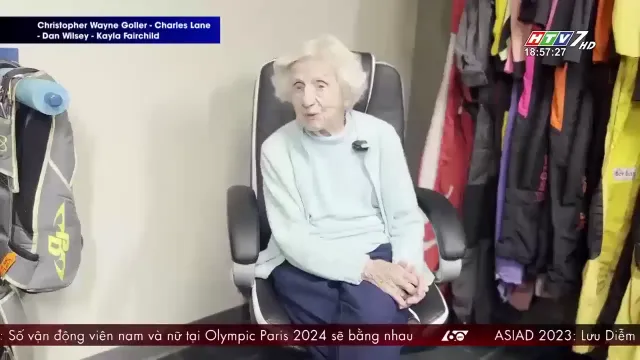 Christopher Wayne Goller - Charles Lane
- Dan Wilsey - Kayla Fairchild
HTV7 HD
18:57:27
: Số vận động viên nam và nữ tại Olympic Paris 2024 sẽ bằng nhau
60
ASIAD 2023: Lưu Diễm